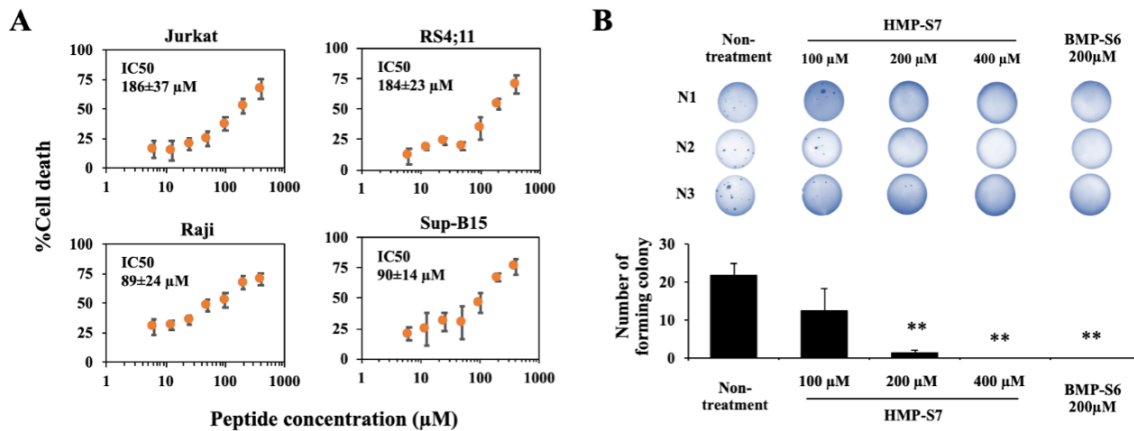 A
Jurkat
100
75
50
25
0
IC50
186±37 µM
1
10
100
1000
RS4;11
100
75
50
25
0
IC50
184±23 µM
1
10
100
1000
%Cell death
Raji
100
75
50
25
0
IC50
89±24 µM
1
10
100
1000
Sup-B15
100
75
50
25
0
IC50
90±14 µM
1
10
100
1000
Peptide concentration (µM)
B
Non-
treatment
HMP-S7
100 µM
200 µM
400 µM
BMP-S6
200µM
N1
N2
N3
Number of
forming colony
30
20
10
0
**
**
**
Non-
treatment
100 µM
200 µM
400 µM
HMP-S7
BMP-S6
200µM